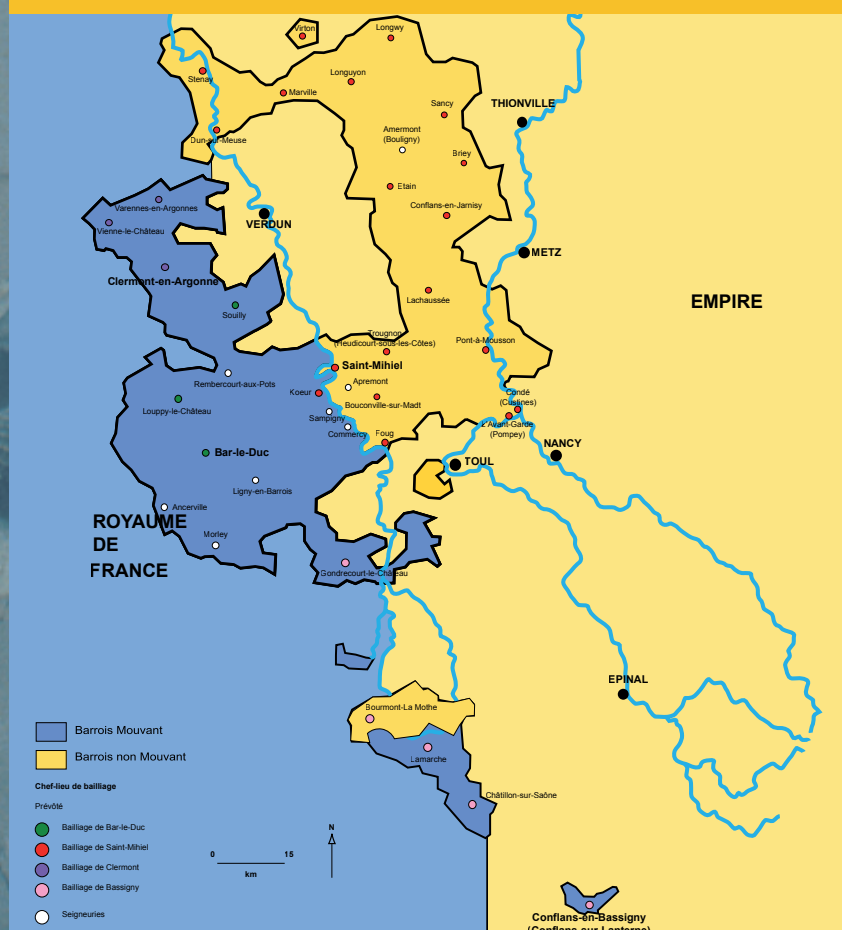 Virton
Longwy
Stenay
Longuyon
Marville
Sancy
THIONVILLE
Dun-sur-Meuse
Amermont
(Bouligny)
Briey
Etain
Varennes-en-Argonnes
Conflans-en-Jarnisy
Vienne-le-Château
VERDUN
METZ
Clermont-en-Argonne
EMPIRE
Lachaussée
Souilly
Trougnon
(Heudicourt-sous-les-Côtes)
Pont-à-Mousson
Saint-Mihiel
Rembercourt-aux-Pots
Apremont
Koeur
Condé
(Custines)
Bouconville-sur-Madt
Louppy-le-Château
Sampigny
L'Avant-Garde
(Pompey)
Commercy
Foug
NANCY
Bar-le-Duc
TOUL
Ligny-en-Barrois
Ancerville
ROYAUME
DE
FRANCE
Morley
Gondrecourt-le-Château
EPINAL
Bourmont-La Mothe
Lamarche
Châtillon-sur-Saône
Barrois Mouvant
Barrois non Mouvant
Chef-lieu de bailliage
Prévôté
Bailliage de Bar-le-Duc
Bailliage de Saint-Mihiel
Bailliage de Clermont
Bailliage de Bassigny
Seigneuries
0 15
km
N
Conflans-en-Bassigny
(Conflans-sur-Lanterne)